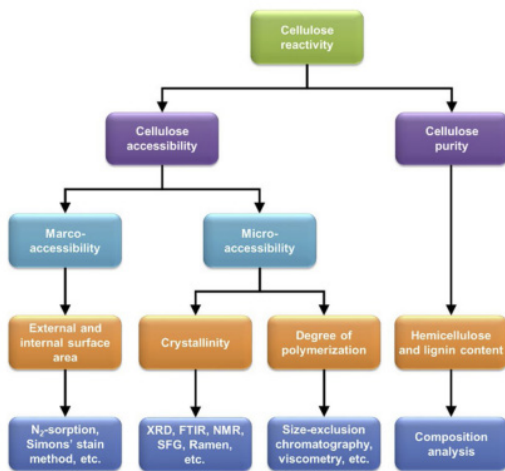 Cellulose
reactivity
Cellulose
accessibility
Cellulose
purity
Marco-
accessibility
Micro-
accessibility
External and
internal surface
area
Crystallinity
Degree of
polymerization
Hemicellulose
and lignin content
N₂-sorption,
Simons' stain
method, etc.
XRD, FTIR, NMR,
SFG, Ramen,
etc.
Size-exclusion
chromatography,
viscometry, etc.
Composition
analysis